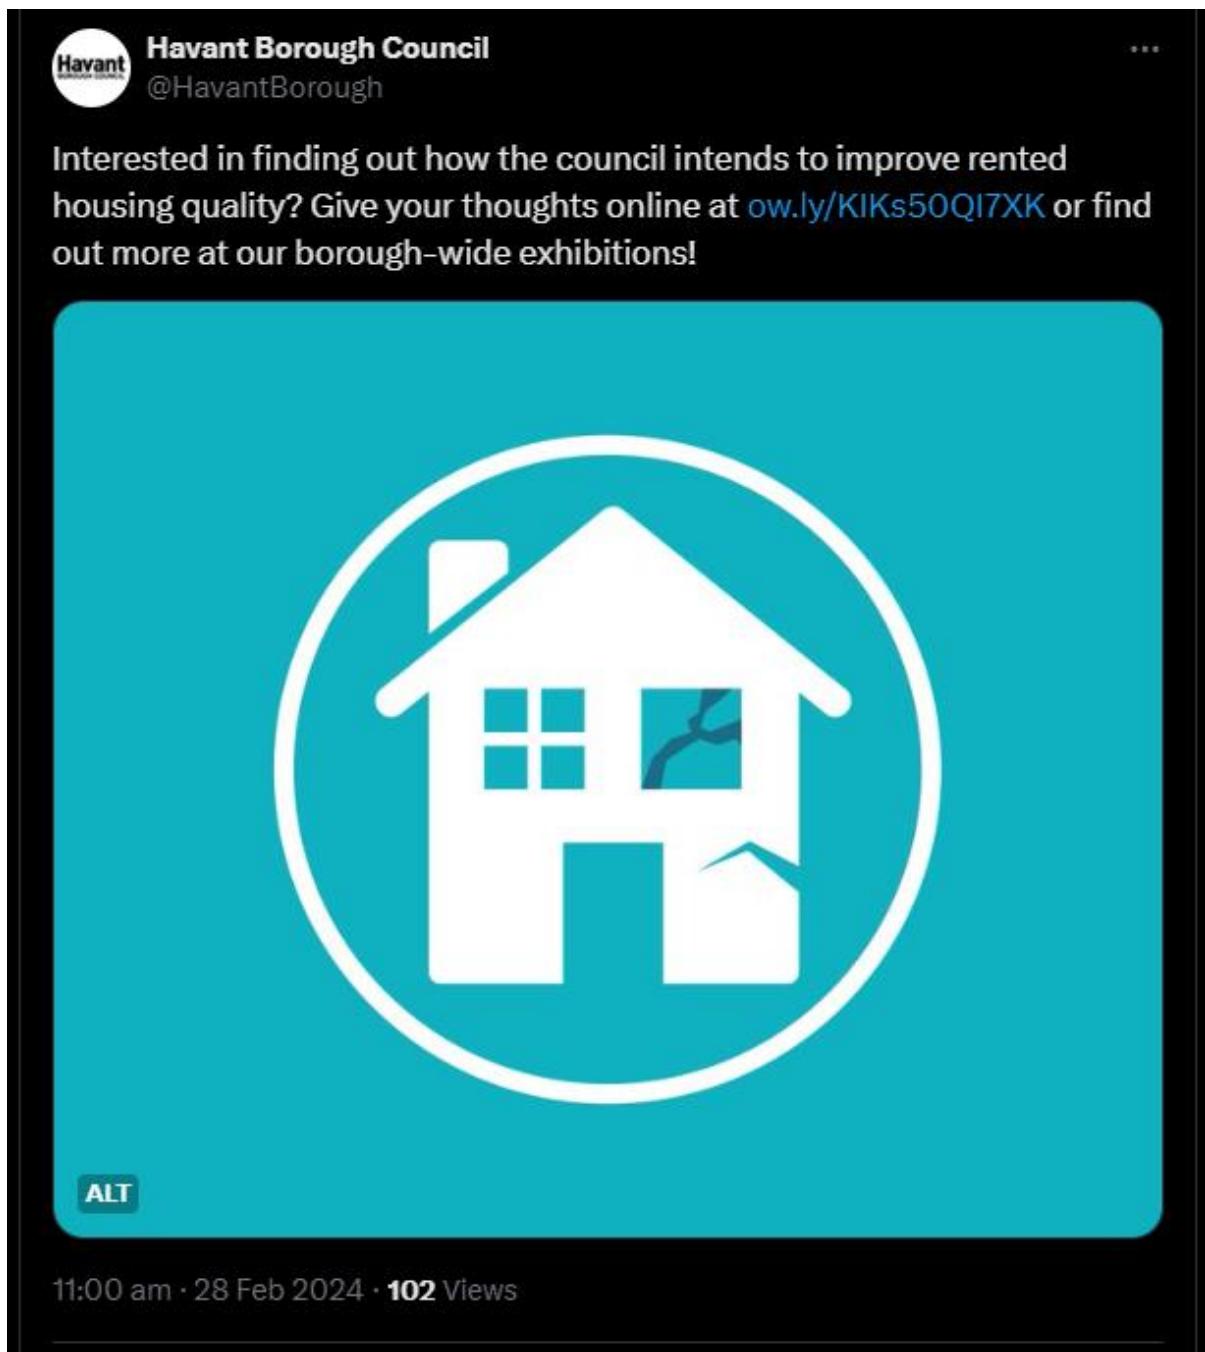 Havant
BOROUGH COUNCIL
Havant Borough Council
@HavantBorough
Interested in finding out how the council intends to improve rented
housing quality? Give your thoughts online at ow.ly/KIKs50QI7XK or find
out more at our borough-wide exhibitions!
ALT
11:00 am · 28 Feb 2024 · 102 Views